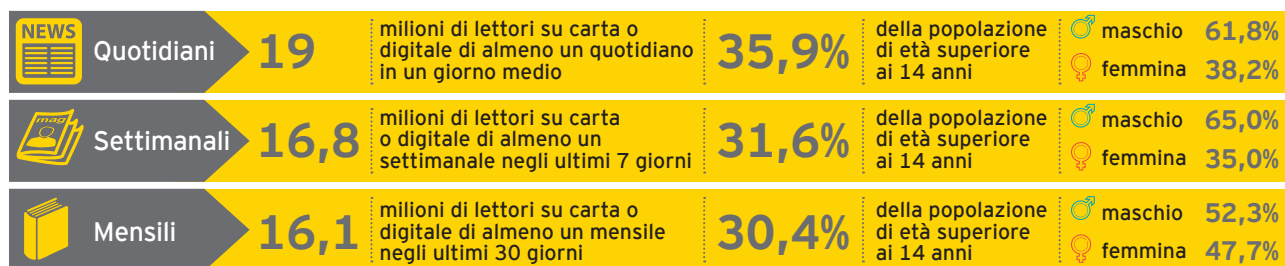 NEWS
Quotidiani
19
milioni di lettori su carta o
digitale di almeno un quotidiano
in un giorno medio
35,9%
della popolazione
di età superiore
ai 14 anni
maschio 61,8%
femmina 38,2%
mag
Settimanali
16,8
milioni di lettori su carta
o digitale di almeno un
settimanale negli ultimi 7 giorni
31,6%
della popolazione
di età superiore
ai 14 anni
maschio 65,0%
femmina 35,0%
Mensili
16,1
milioni di lettori su carta o
digitale di almeno un mensile
negli ultimi 30 giorni
30,4%
della popolazione
di età superiore
ai 14 anni
maschio 52,3%
femmina 47,7%